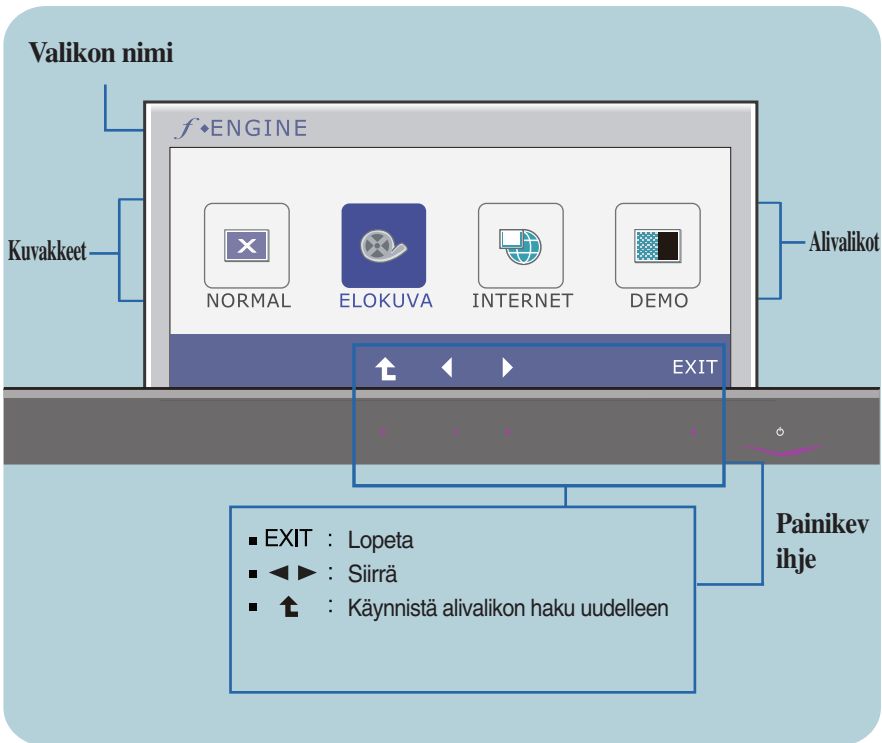 Valikon nimi
f•ENGINE
Kuvakkeet
Alivalikot
NORMAL ELOKUVA INTERNET DEMO
EXIT
Painikev
ihje
▪ EXIT : Lopeta
▪ ◄ ► : Siirrä
▪ : Käynnistä alivalikon haku uudelleen